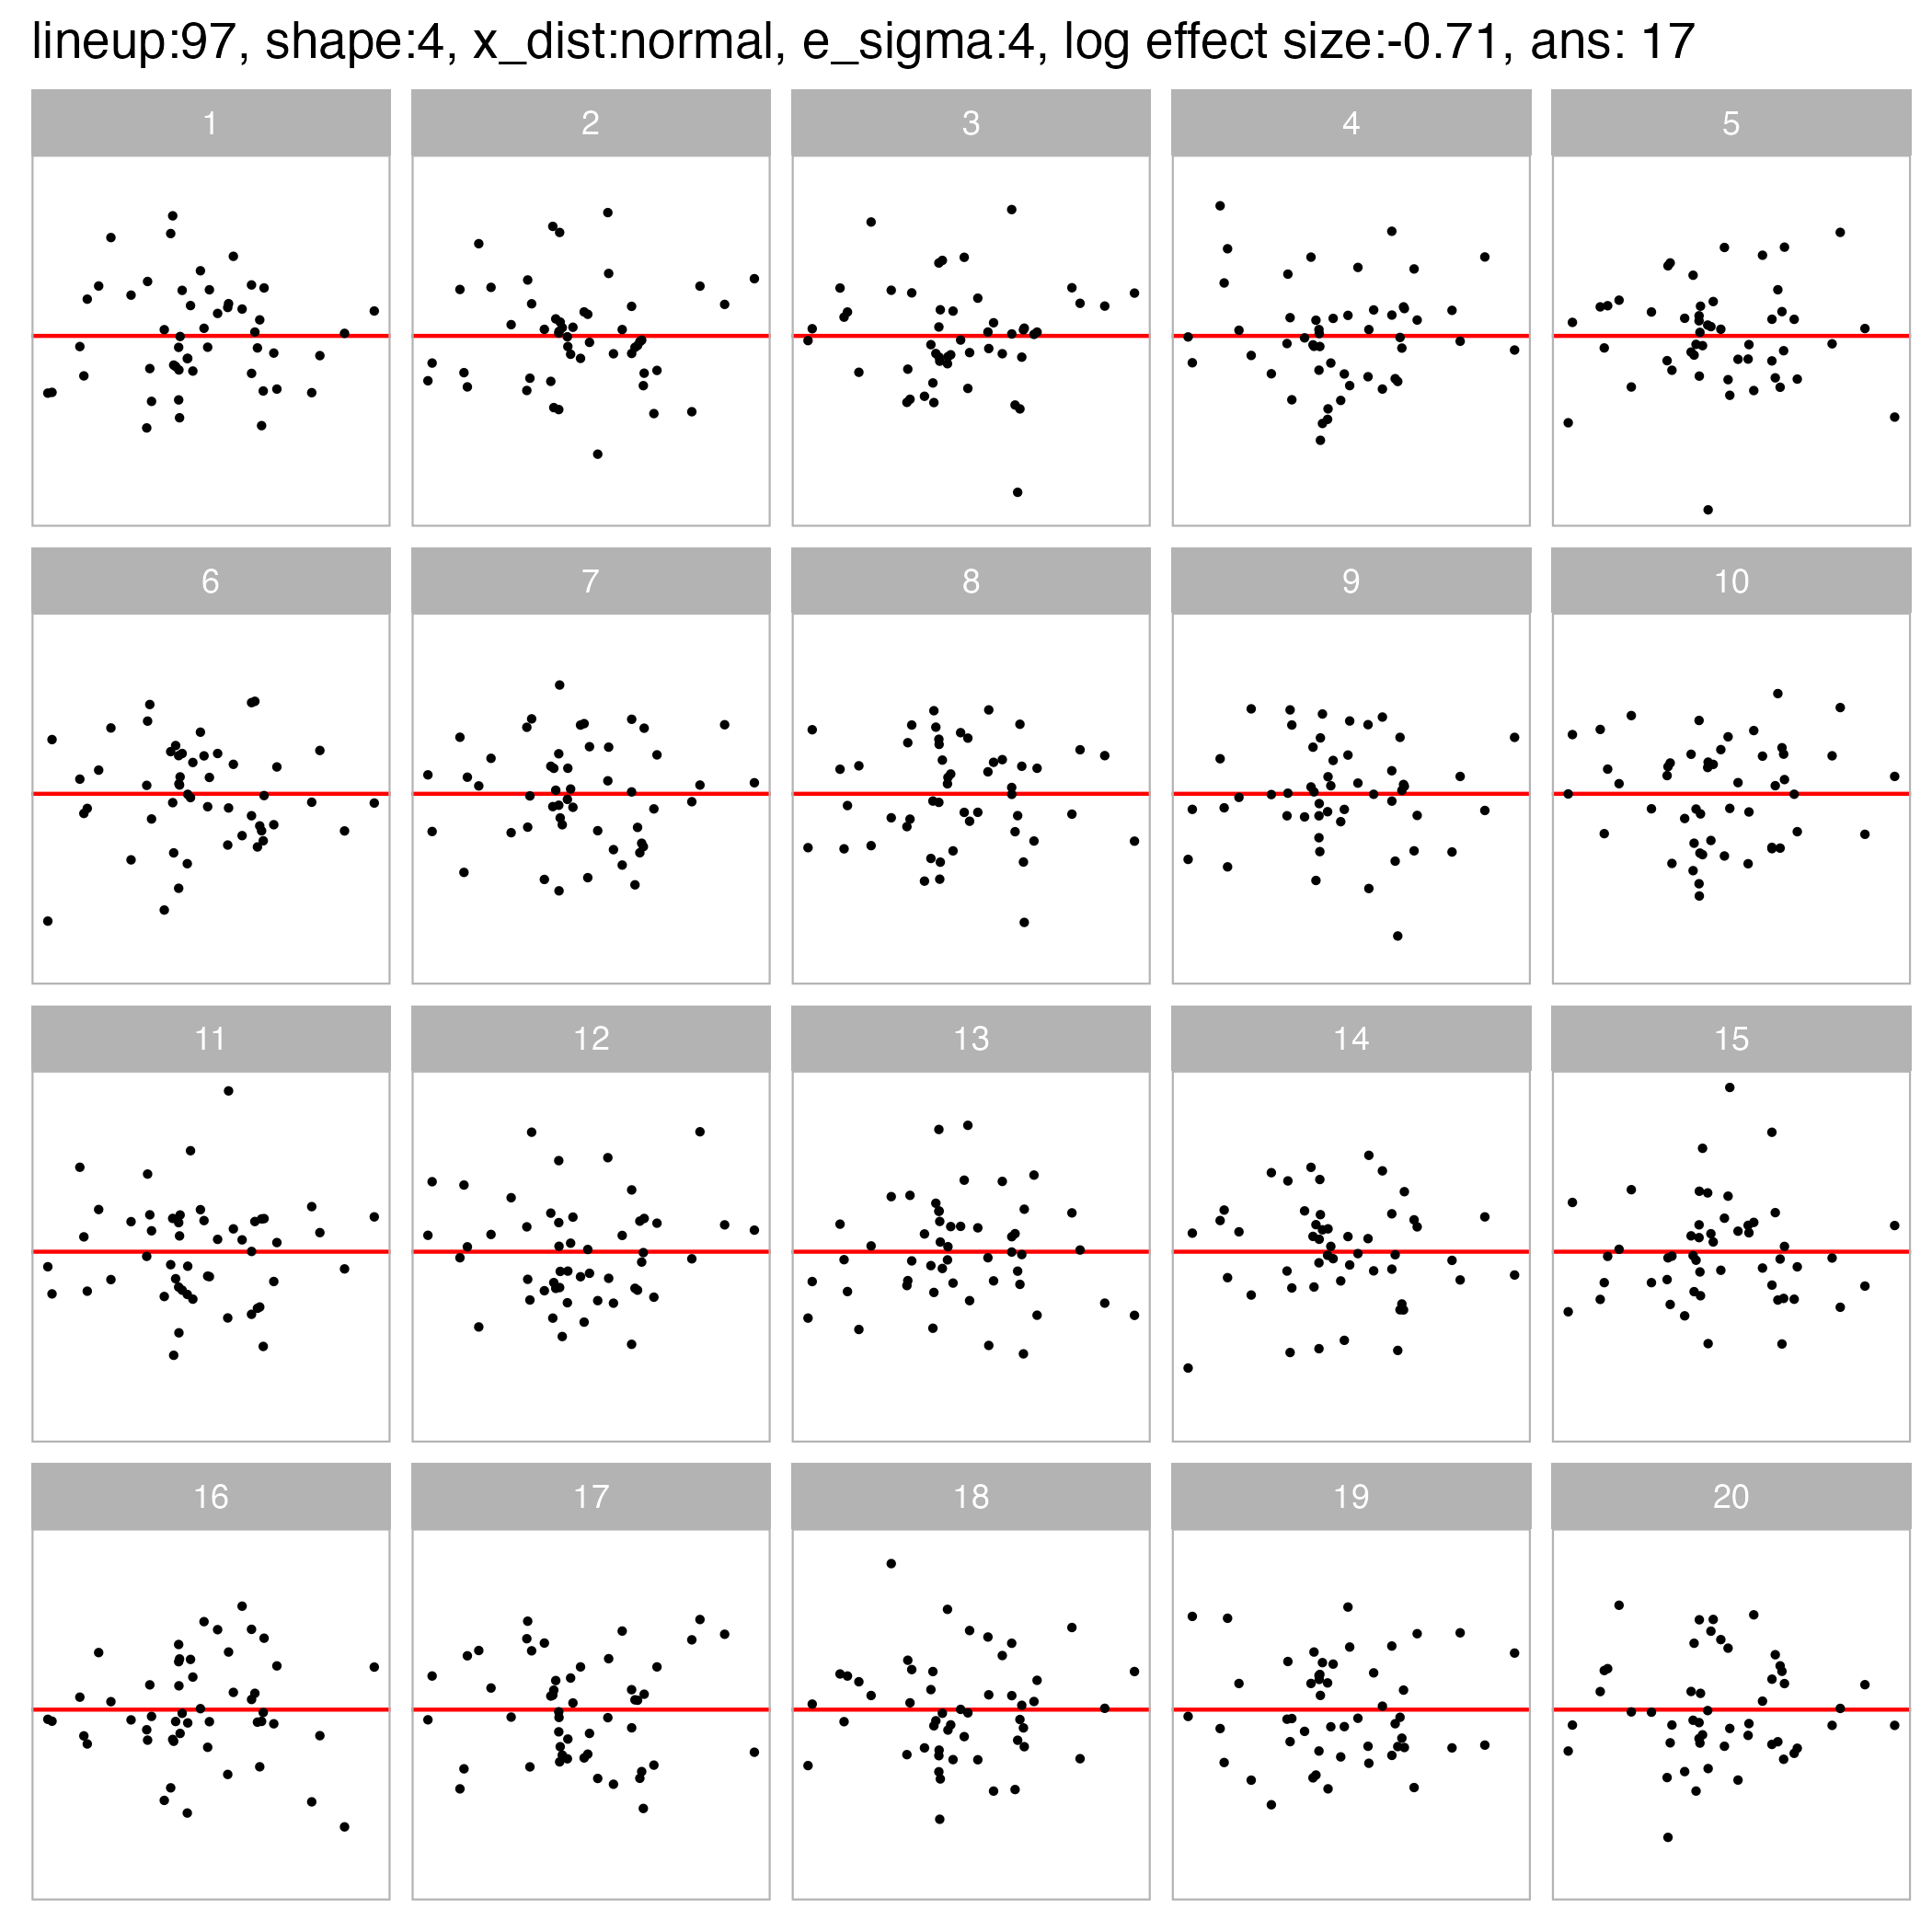 lineup:97, shape:4, x_dist:normal, e_sigma:4, log effect size:-0.71, ans: 17
1 2 3 4 5
6 7 8 9 10
11 12 13 14 15
16 17 18 19 20